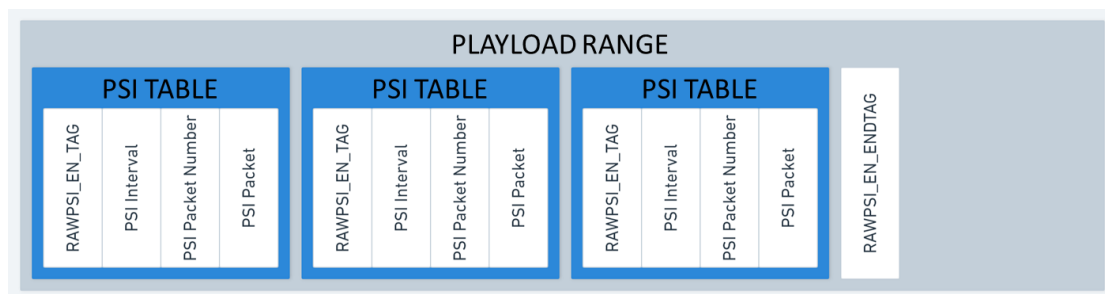 PLAYLOAD RANGE
PSI TABLE
RAWPSI_EN_TAG
PSI Interval
PSI Packet Number
PSI Packet
PSI TABLE
RAWPSI_EN_TAG
PSI Interval
PSI Packet Number
PSI Packet
PSI TABLE
RAWPSI_EN_TAG
PSI Interval
PSI Packet Number
PSI Packet
RAWPSI_EN_ENDTAG